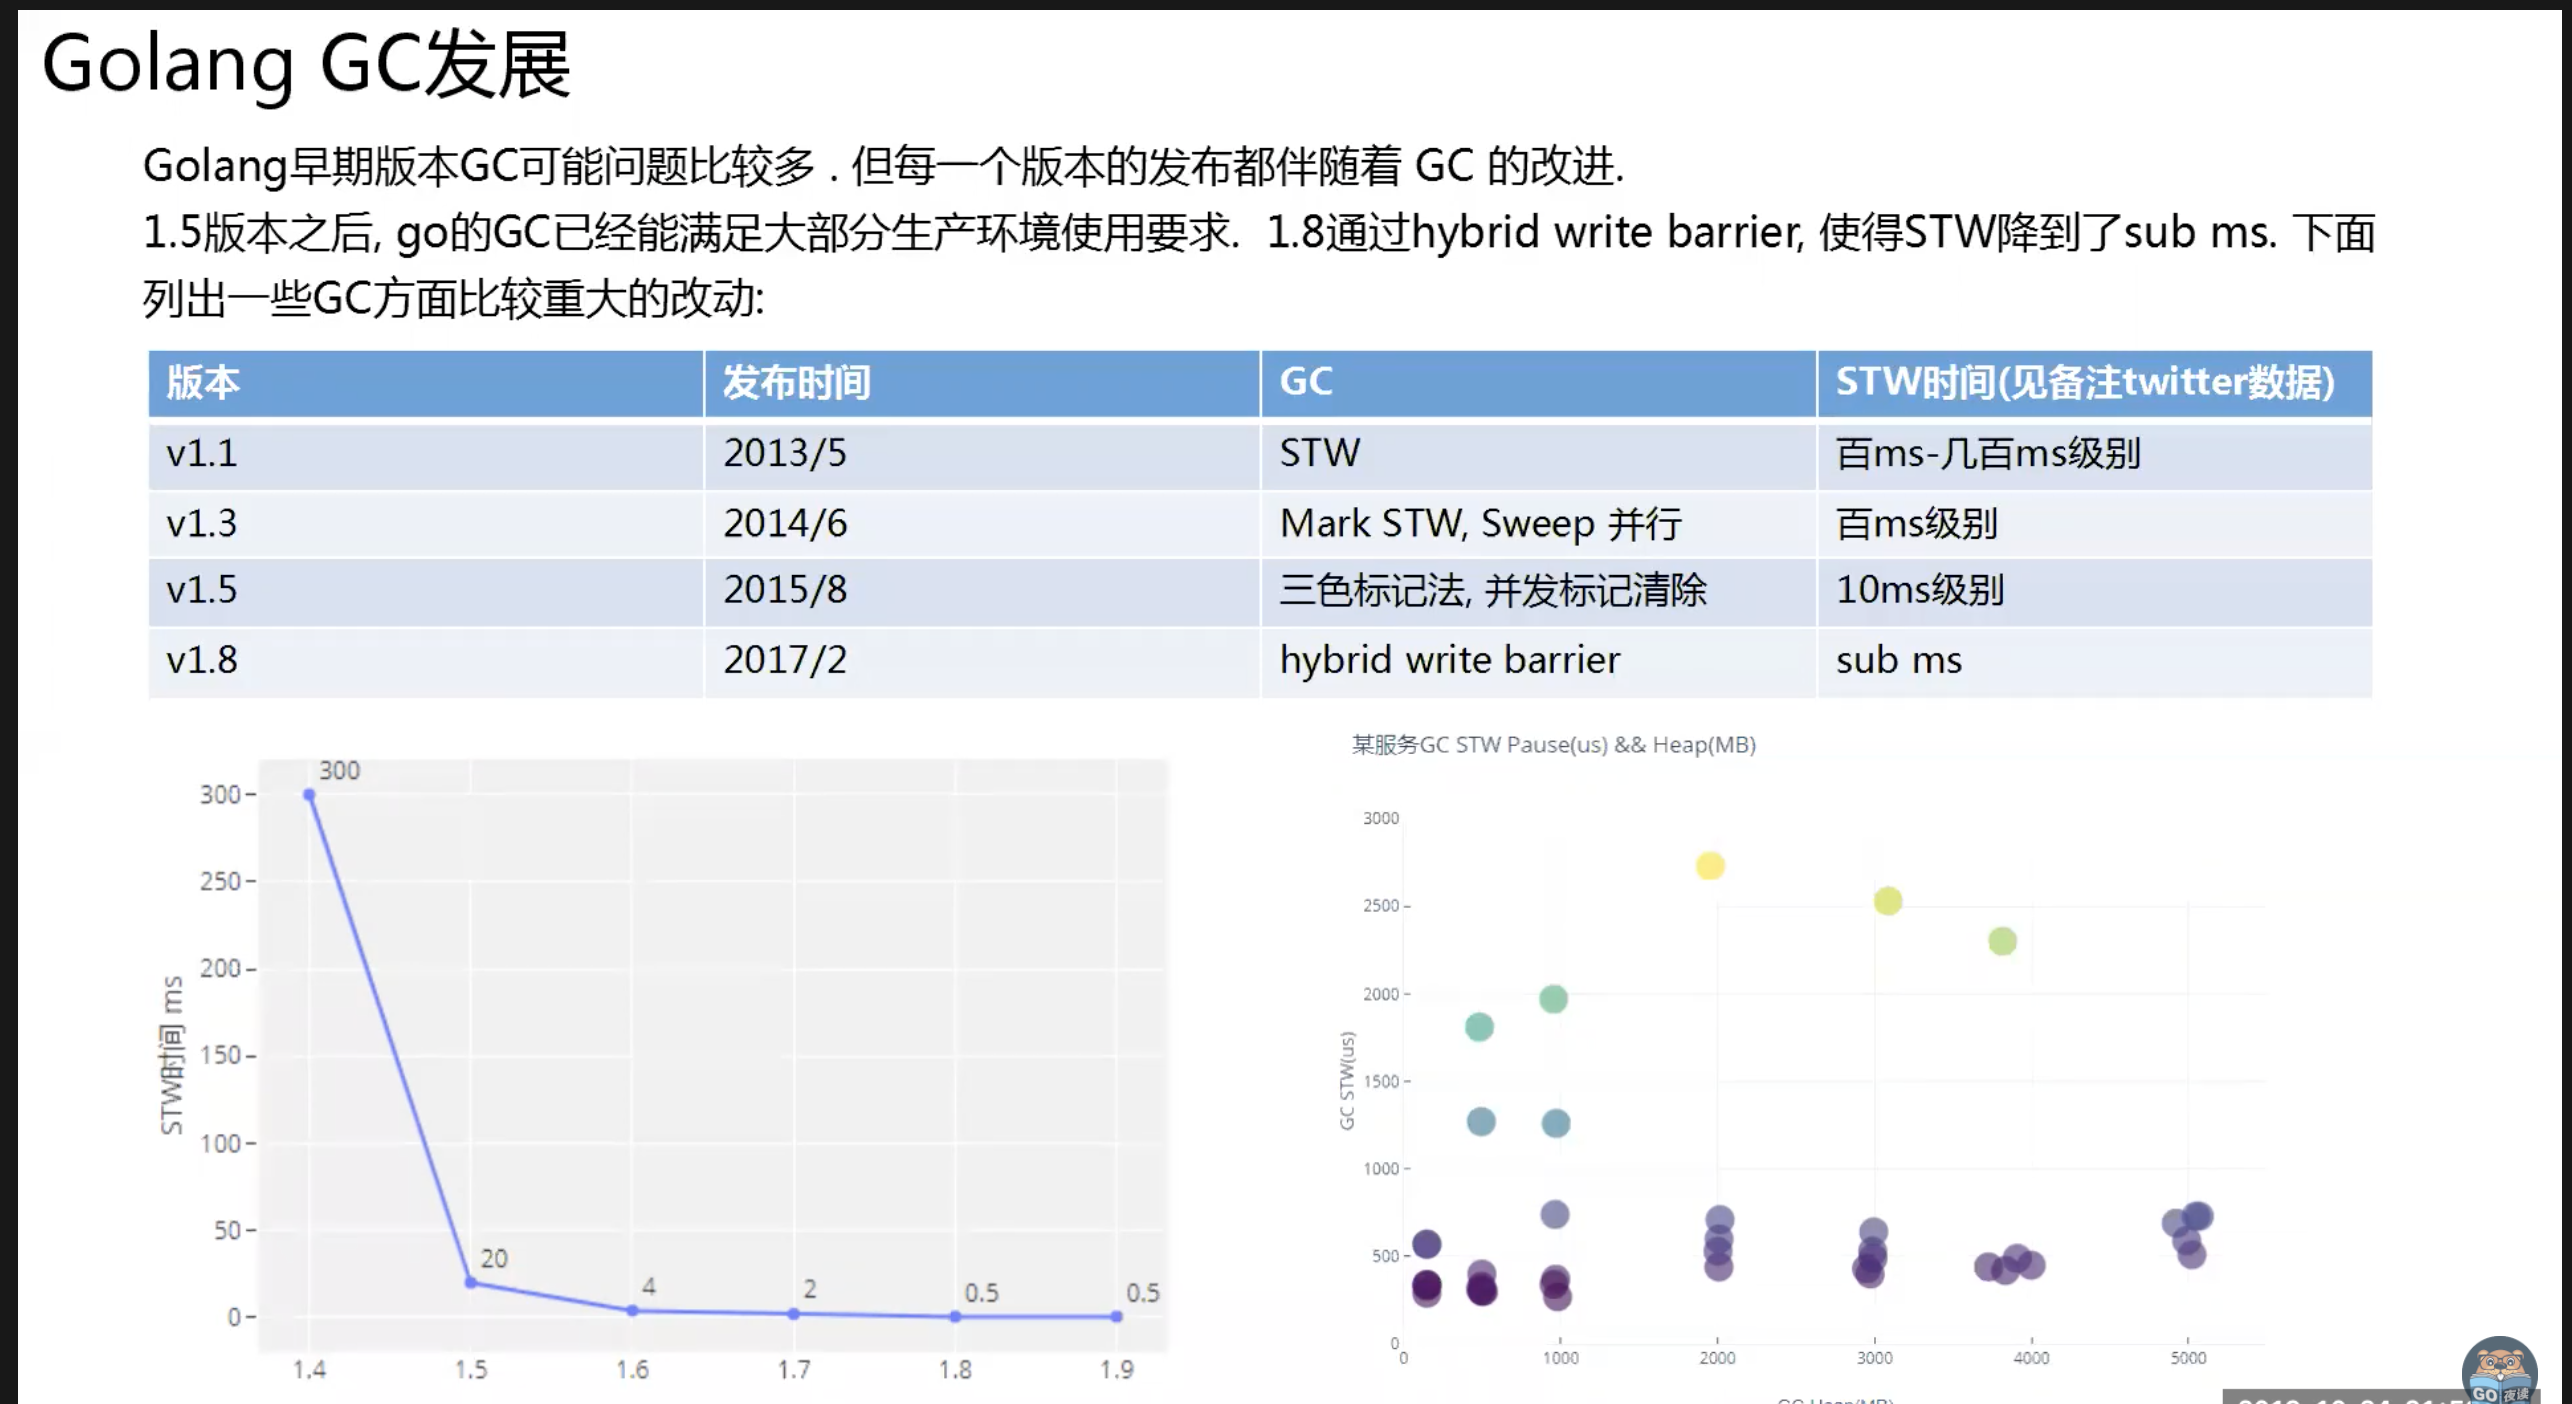 Golang GC发展
Golang早期版本GC可能问题比较多 . 但每一个版本的发布都伴随着 GC 的改进.
1.5版本之后, go的GC已经能满足大部分生产环境使用要求. 1.8通过hybrid write barrier, 使得STW降到了sub ms. 下面
列出一些GC方面比较重大的改动:
版本 发布时间 GC STW时间(见备注twitter数据)
v1.1 2013/5 STW 百ms-几百ms级别
v1.3 2014/6 Mark STW, Sweep 并行 百ms级别
v1.5 2015/8 三色标记法, 并发标记清除 10ms级别
v1.8 2017/2 hybrid write barrier sub ms
STW时间 ms
300
250
200
150
100
50
0
300
20
4
2
0.5
0.5
1.4 1.5 1.6 1.7 1.8 1.9
某服务GC STW Pause(us) && Heap(MB)
GC STW(us)
3000
2500
2000
1500
1000
500
0
0 1000 2000 3000 4000 5000
GC Heap(MB)
GO 夜读